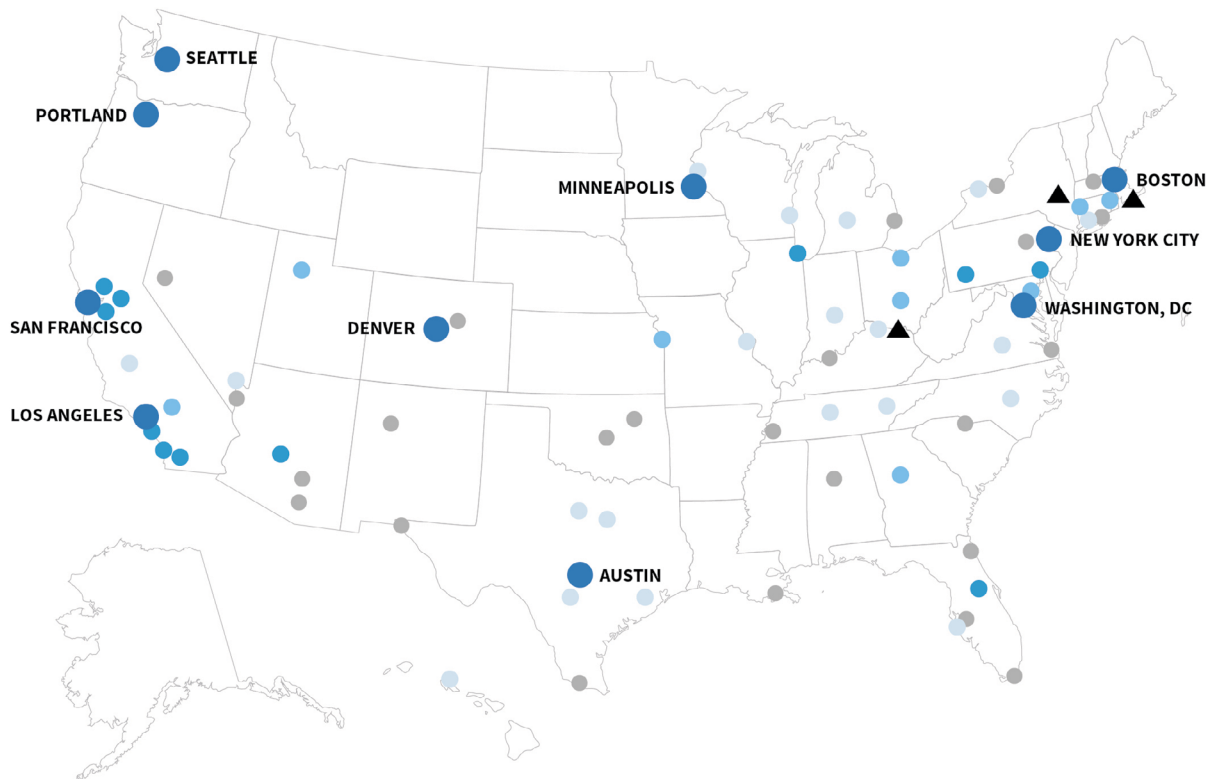 SEATTLE
PORTLAND
MINNEAPOLIS
BOSTON
NEW YORK CITY
WASHINGTON, DC
SAN FRANCISCO
DENVER
LOS ANGELES
AUSTIN